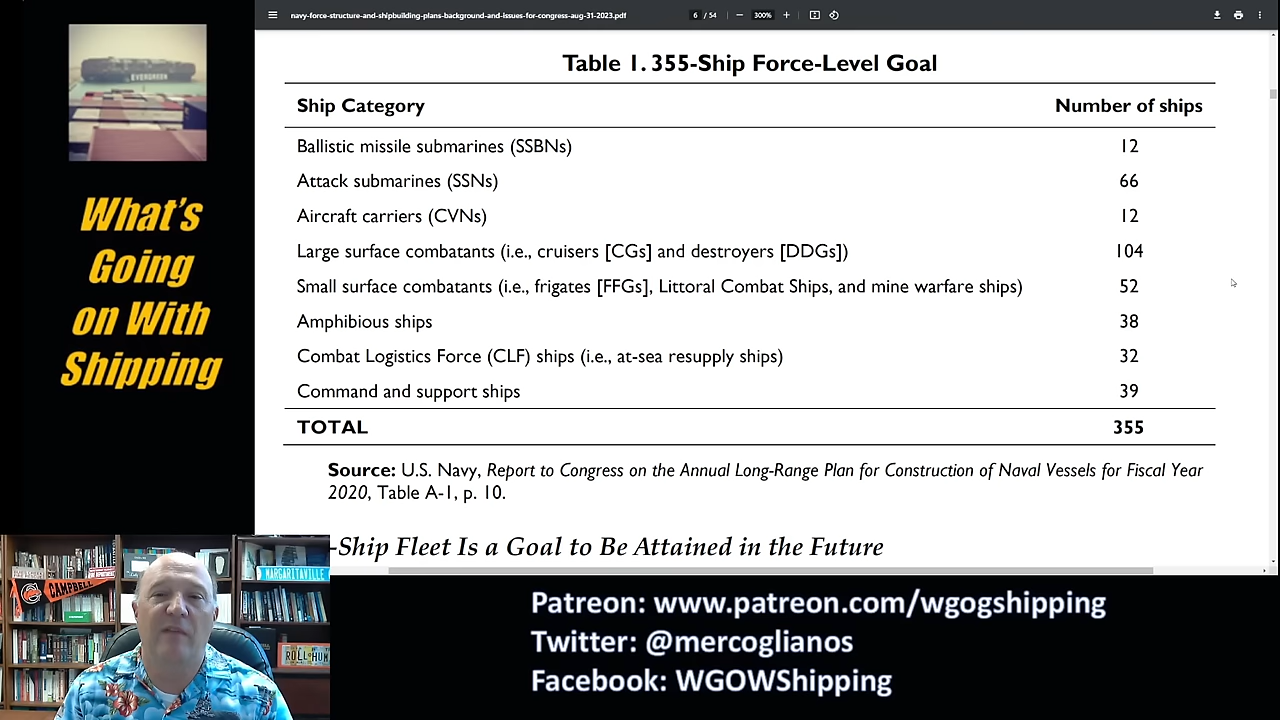 navy-force-structure-and-shipbuilding-plans-background-and-issues-for-congress-aug-31-2023.pdf
6 / 54
300%
EVERGREEN
What's
Going
on With
Shipping
Table 1. 355-Ship Force-Level Goal
Ship Category Number of ships
Ballistic missile submarines (SSBNs) 12
Attack submarines (SSNs) 66
Aircraft carriers (CVNs) 12
Large surface combatants (i.e., cruisers [CGs] and destroyers [DDGs]) 104
Small surface combatants (i.e., frigates [FFGs], Littoral Combat Ships, and mine warfare ships) 52
Amphibious ships 38
Combat Logistics Force (CLF) ships (i.e., at-sea resupply ships) 32
Command and support ships 39
TOTAL 355
Source: U.S. Navy, Report to Congress on the Annual Long-Range Plan for Construction of Naval Vessels for Fiscal Year
2020, Table A-1, p. 10.
-Ship Fleet Is a Goal to Be Attained in the Future
CAMPBELL
MARGARITAVILLE
ROLL HUM
Patreon: www.patreon.com/wgogshipping
Twitter: @mercoglianos
Facebook: WGOWShipping